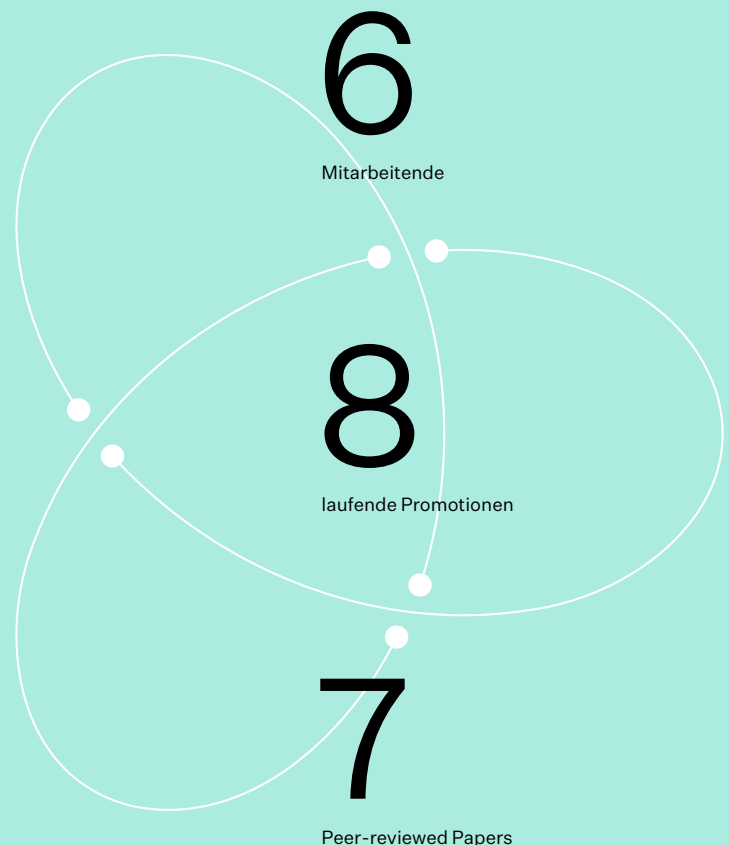 6
Mitarbeitende
8
laufende Promotionen
7
Peer-reviewed Papers